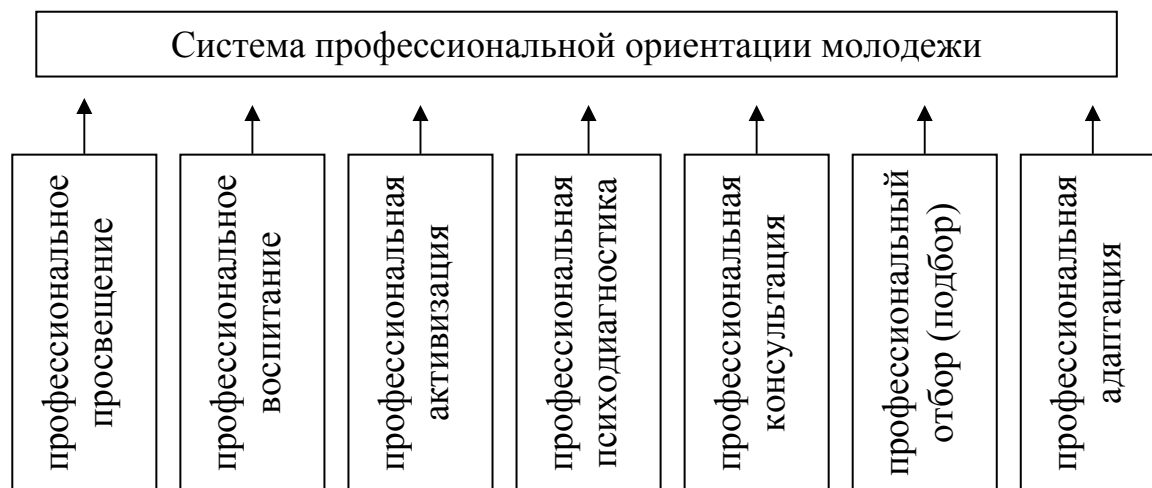 Система профессиональной ориентации молодежи
профессиональное
просвещение
профессиональное
воспитание
профессиональная
активизация
профессиональная
психодиагностика
профессиональная
консультация
профессиональный
отбор (подбор)
профессиональная
адаптация